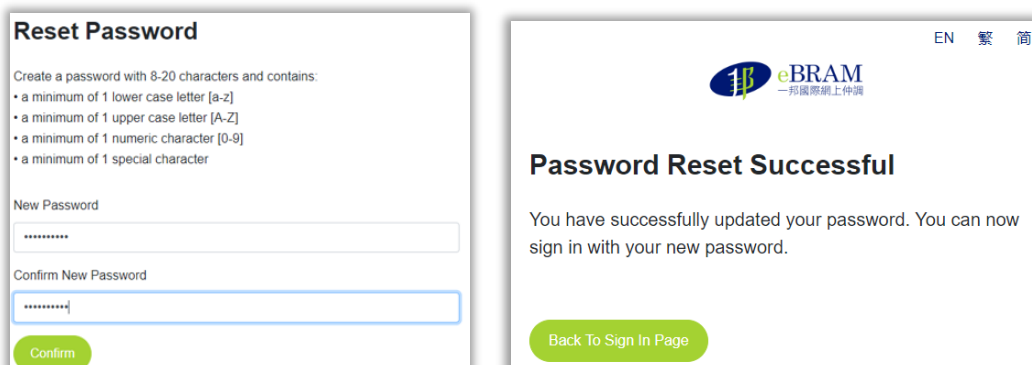 Reset Password
Create a password with 8-20 characters and contains:
• a minimum of 1 lower case letter [a-z]
• a minimum of 1 upper case letter [A-Z]
• a minimum of 1 numeric character [0-9]
• a minimum of 1 special character
New Password
••••••••••
Confirm New Password
••••••••••
Confirm
EN 繁 简
邦 eBRAM
一邦國際網上仲調
Password Reset Successful
You have successfully updated your password. You can now
sign in with your new password.
Back To Sign In Page